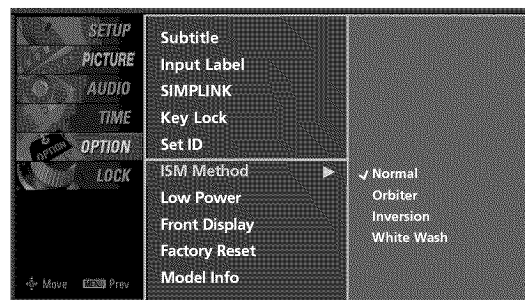 SETUP
PICTURE
AUDIO
TIME
OPTION
OPTION
LOCK
Move MENU Prev
Subtitle
Input Label
SIMPLINK
Key Lock
Set ID
ISM Method
Low Power
Front Display
Factory Reset
Model Info
Normal
Orbiter
Inversion
White Wash